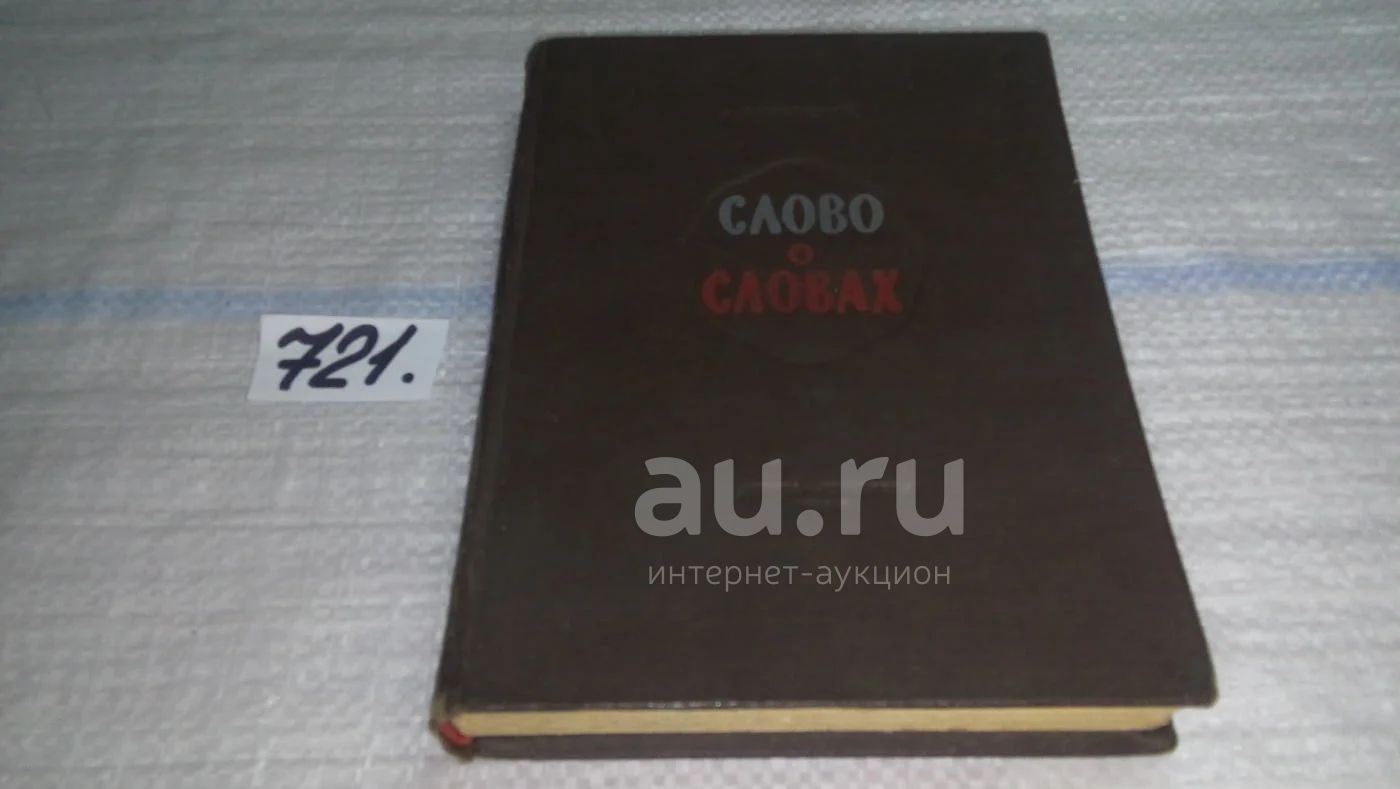 СЛОВО
О
СЛОВАХ
721.
au.ru
интернет-аукцион